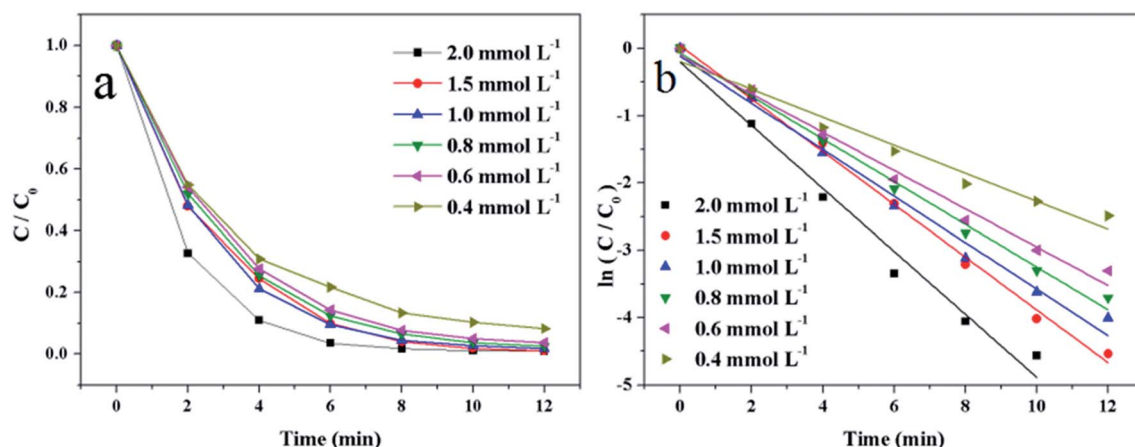 a
C / C₀
1.0
0.8
0.6
0.4
0.2
0.0
2.0 mmol L⁻¹
1.5 mmol L⁻¹
1.0 mmol L⁻¹
0.8 mmol L⁻¹
0.6 mmol L⁻¹
0.4 mmol L⁻¹
0 2 4 6 8 10 12
Time (min)
b
ln ( C / C₀ )
0
-1
-2
-3
-4
-5
2.0 mmol L⁻¹
1.5 mmol L⁻¹
1.0 mmol L⁻¹
0.8 mmol L⁻¹
0.6 mmol L⁻¹
0.4 mmol L⁻¹
0 2 4 6 8 10 12
Time (min)